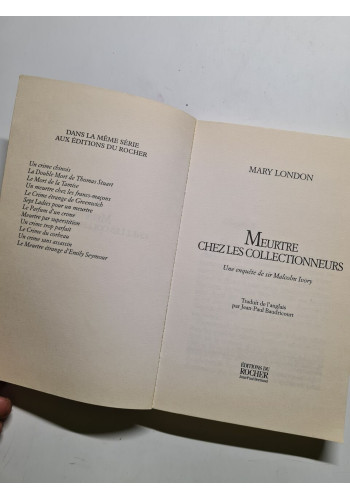 DANS LA MÊME SÉRIE
AUX ÉDITIONS DU ROCHER
Un crime chinois
La Double Mort de Thomas Stuart
Le Mort de la Tamise
Un meurtre chez les francs-maçons
Le Crime étrange de Greenwich
Sept Ladies pour un meurtre
Le Parfum d'un crime
Meurtre par superstition
Un crime trop parfait
Le Crime du corbeau
Un crime sans assassin
Le Meurtre étrange d'Emily Seymour
MARY LONDON
MEURTRE
CHEZ LES COLLECTIONNEURS
Une enquête de sir Malcolm Ivory
Traduit de l'anglais
par Jean-Paul Baudricourt
ÉDITIONS DU
ROCHER